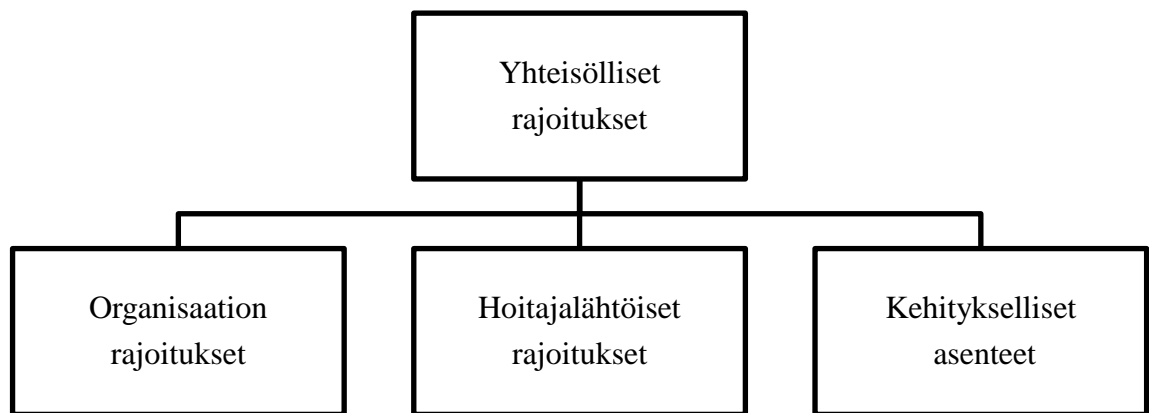 Yhteisölliset
rajoitukset
Organisaation
rajoitukset
Hoitajalähtöiset
rajoitukset
Kehitykselliset
asenteet